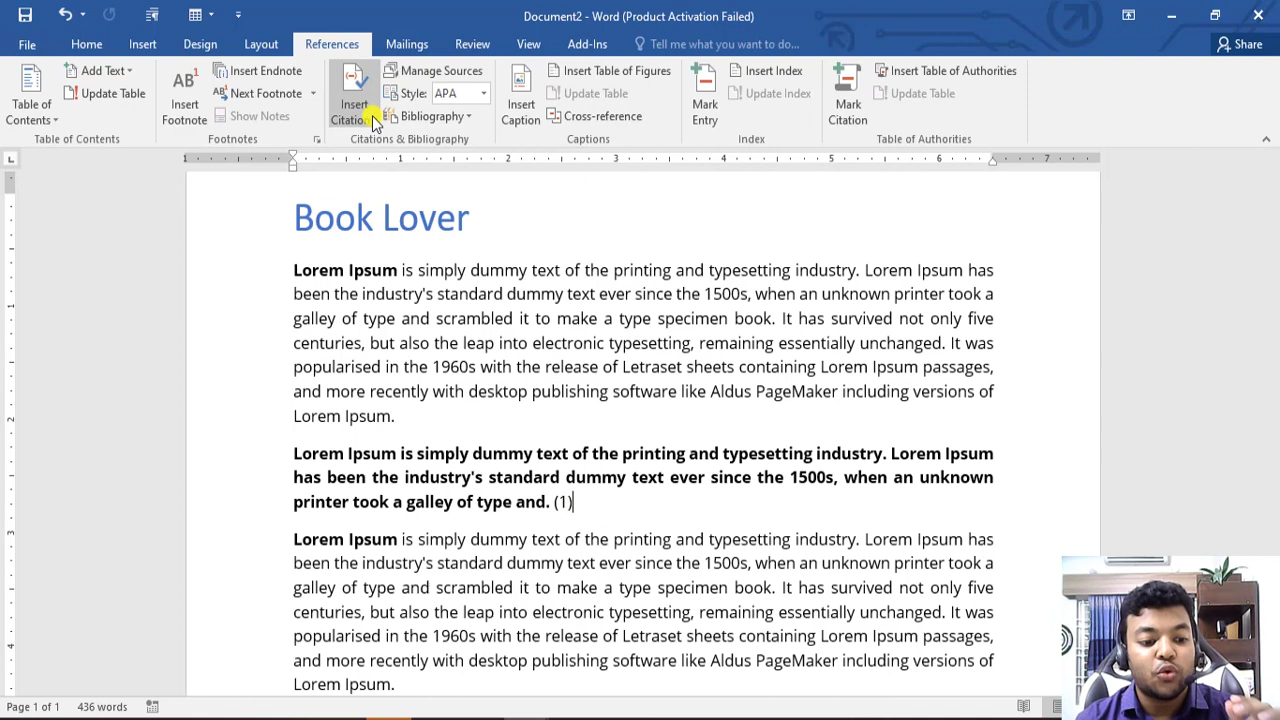 Document2 - Word (Product Activation Failed)
File Home Insert Design Layout References Mailings Review View Add-Ins Tell me what you want to do... Share
Table of Contents
Add Text
Update Table
Table of Contents
AB1
Insert Footnote
Insert Endnote
Next Footnote
Show Notes
Footnotes
Insert Citation
Manage Sources
Style: APA
Bibliography
Citations & Bibliography
Insert Caption
Insert Table of Figures
Update Table
Cross-reference
Captions
Mark Entry
Insert Index
Update Index
Index
Mark Citation
Insert Table of Authorities
Update Table
Table of Authorities
1 1 2 3 4 5 6 7
Book Lover
Lorem Ipsum is simply dummy text of the printing and typesetting industry. Lorem Ipsum has
been the industry's standard dummy text ever since the 1500s, when an unknown printer took a
galley of type and scrambled it to make a type specimen book. It has survived not only five
centuries, but also the leap into electronic typesetting, remaining essentially unchanged. It was
popularised in the 1960s with the release of Letraset sheets containing Lorem Ipsum passages,
and more recently with desktop publishing software like Aldus PageMaker including versions of
Lorem Ipsum.
Lorem Ipsum is simply dummy text of the printing and typesetting industry. Lorem Ipsum
has been the industry's standard dummy text ever since the 1500s, when an unknown
printer took a galley of type and. (1)
Lorem Ipsum is simply dummy text of the printing and typesetting industry. Lorem Ipsum has
been the industry's standard dummy text ever since the 1500s, when an unknown printer took a
galley of type and scrambled it to make a type specimen book. It has survived not only five
centuries, but also the leap into electronic typesetting, remaining essentially unchanged. It was
popularised in the 1960s with the release of Letraset sheets containing Lorem Ipsum passages,
and more recently with desktop publishing software like Aldus PageMaker including versions of
Lorem Ipsum.
1
2
3
4
Page 1 of 1 436 words